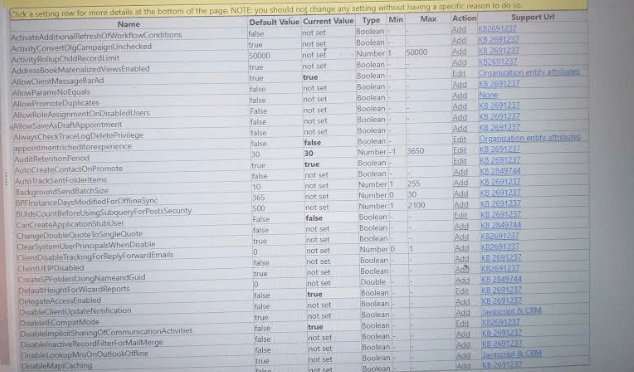 Click a setting row for more details at the bottom of the page. NOTE: you should not change any setting without having a specific reason to do so.
Name Default Value Current Value Type Min Max Action Support Url
ActivateAdditionalRefreshOfWorkflowConditions false not set Boolean - - Add KB2691237
ActivityConvertDlgCampaignUnchecked true not set Boolean - - Add KB 2691237
ActivityRollupChildRecordLimit 50000 not set Number 1 50000 Add KB 2691237
AddressBookMaterializedViewsEnabled true not set Boolean - - Add KB 2691237
AllowClientMessageBarAd true Boolean - - Edit Organization entity attributes
AllowParamsNoEquals false not set Boolean - - Add KB 2691237
AllowPromoteDuplicates false not set Boolean - - Add None
AllowRoleAssignmentOnDisabledUsers False not set Boolean - - Add KB 2691237
AllowSaveAsDraftAppointment false not set Boolean - - Add KB 2691237
AlwaysCheckTraceLogDeletePrivilege false not set Boolean - - Add KB 2691237
appointmentricheditorexperience false false Boolean - - Edit Organization entity attributes
AuditRetentionPeriod 30 30 Number -1 3650 Edit KB 2691237
AutoCreateContactOnPromote true true Boolean - - Edit KB 2691237
AutoTrackSentFolderItems false not set Boolean - - Add KB 2849744
BackgroundSendBatchSize 10 not set Number 1 255 Add KB 2691237
BPFInstanceDaysModifiedForOfflineSync 365 not set Number 0 30 Add KB 2691237
BUIdsCountBeforeUsingSubqueryForPostsSecurity 500 not set Number 1 2100 Add KB 2691237
CanCreateApplicationStubUser False false Boolean - - Edit KB 2691237
ChangeDoubleQuoteToSingleQuote false not set Boolean - - Add KB 2849744
ClearSystemUserPrincipalsWhenDisable true not set Boolean - - Add KB2691237
ClientDisableTrackingForReplyForwardEmails 0 not set Number 0 1 Add KB 2691237
ClientUEIPDisabled false not set Boolean - - Add KB 2691237
CreateSPFoldersUsingNameandGuid true not set Boolean - - Add KB 2849744
DefaultHeightForWizardReports 0 not set Double - - Add KB 2691237
DelegateAccessEnabled false true Boolean - - Edit KB 2691237
DisableClientUpdateNotification not set Boolean - - Add Javascript & CRM
DisableIECompatMode false true Boolean - - Edit KB2691237
DisableImplicitSharingOfCommunicationActivities false not set Boolean - - Add KB 2691237
DisableInactiveRecordFilterForMailMerge true not set Boolean - - Add KB 2691237
DisableLookupMruOnOutlookOffline false not set Boolean - - Add Javascript & CRM
DisableMapiCaching false not set Boolean Add KB 2691237